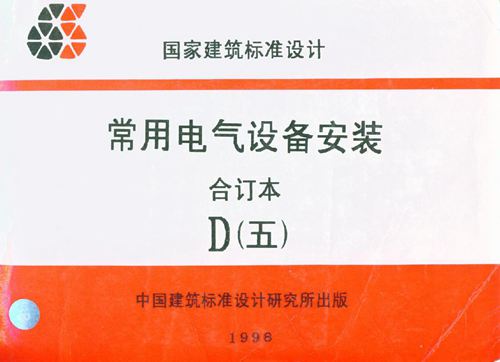 国家建筑标准设计
常用电气设备安装
合订本
D(五)
中国建筑标准设计研究所出版
1998